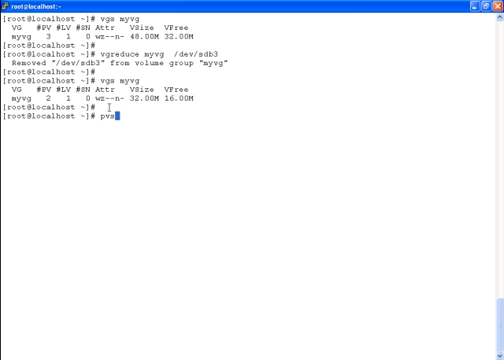 root@localhost:~
[root@localhost ~]# vgs myvg
VG #PV #LV #SN Attr VSize VFree
myvg 3 1 0 wz--n- 48.00M 32.00M
[root@localhost ~]#
[root@localhost ~]# vgreduce myvg /dev/sdb3
Removed "/dev/sdb3" from volume group "myvg"
[root@localhost ~]# vgs myvg
VG #PV #LV #SN Attr VSize VFree
myvg 2 1 0 wz--n- 32.00M 16.00M
[root@localhost ~]#
[root@localhost ~]# pvs